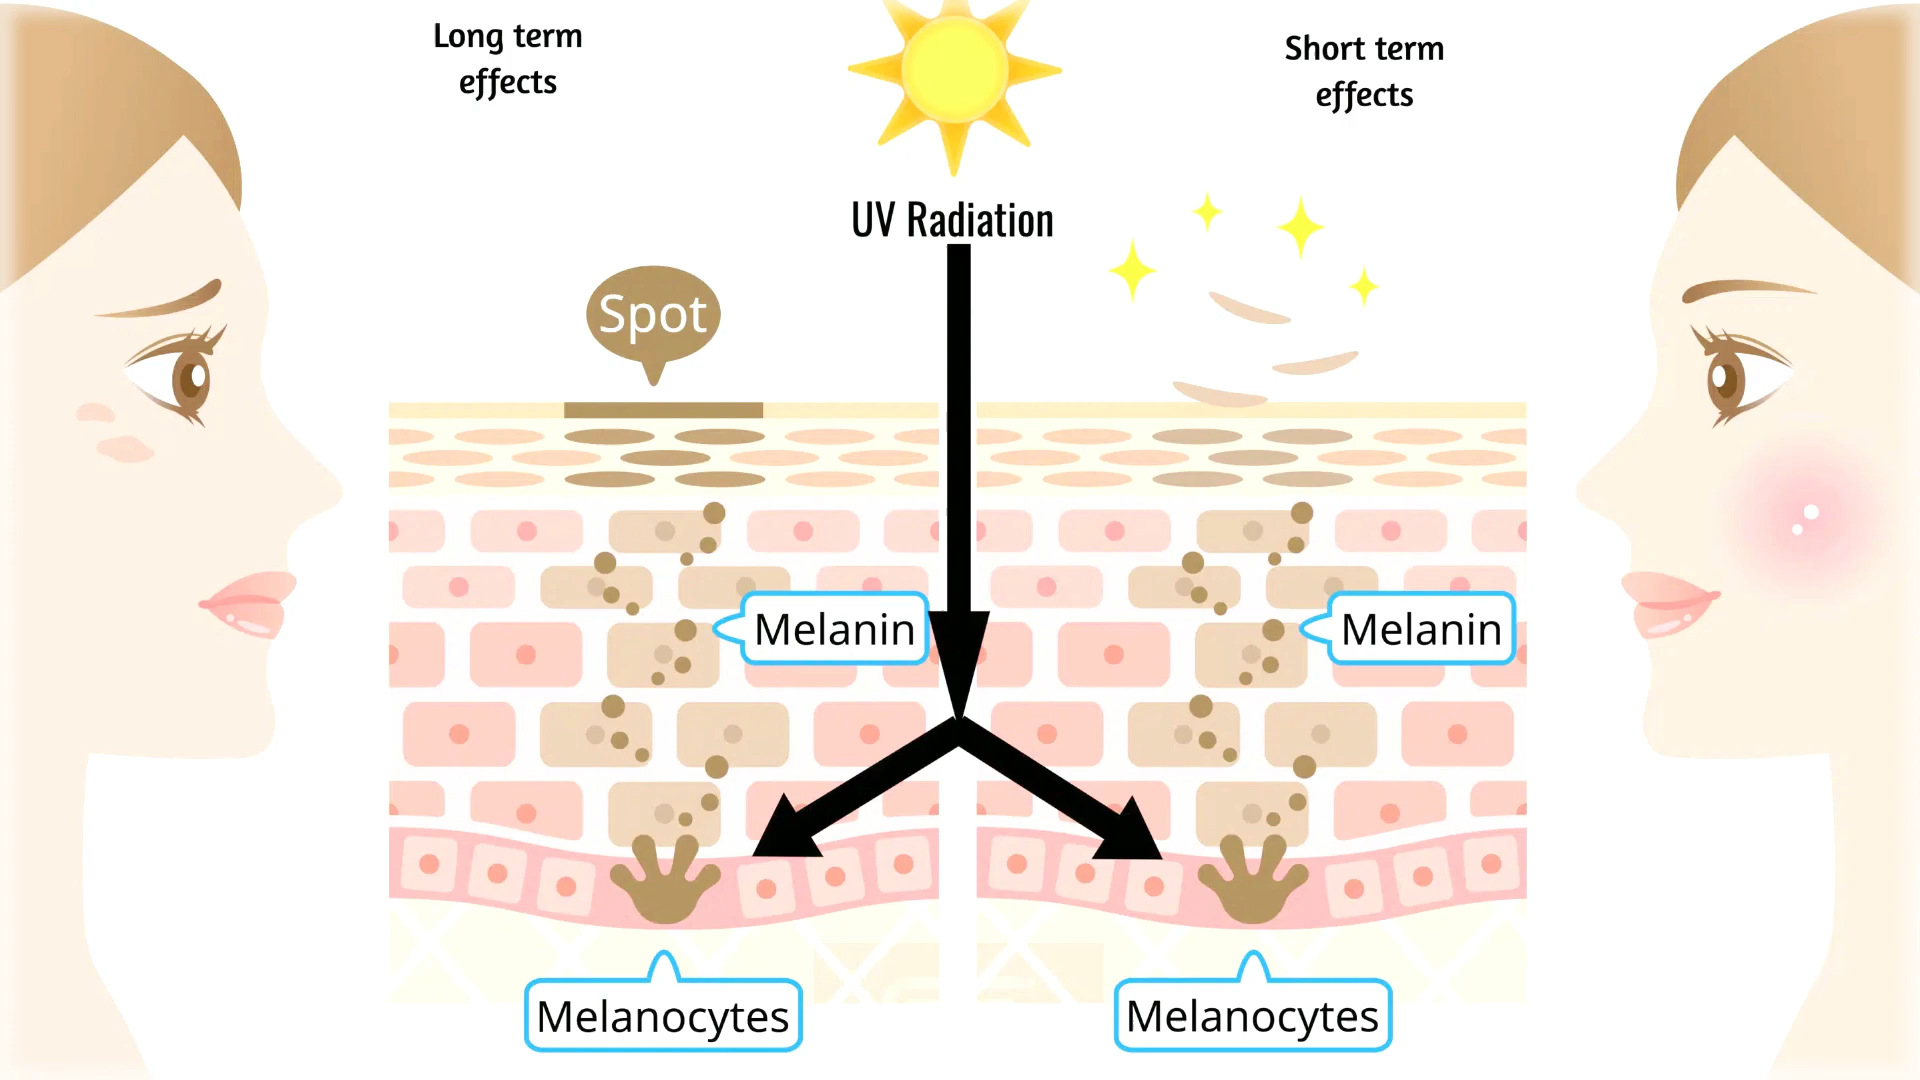 Long term
effects
Short term
effects
UV Radiation
Spot
Melanin
Melanin
Melanocytes
Melanocytes